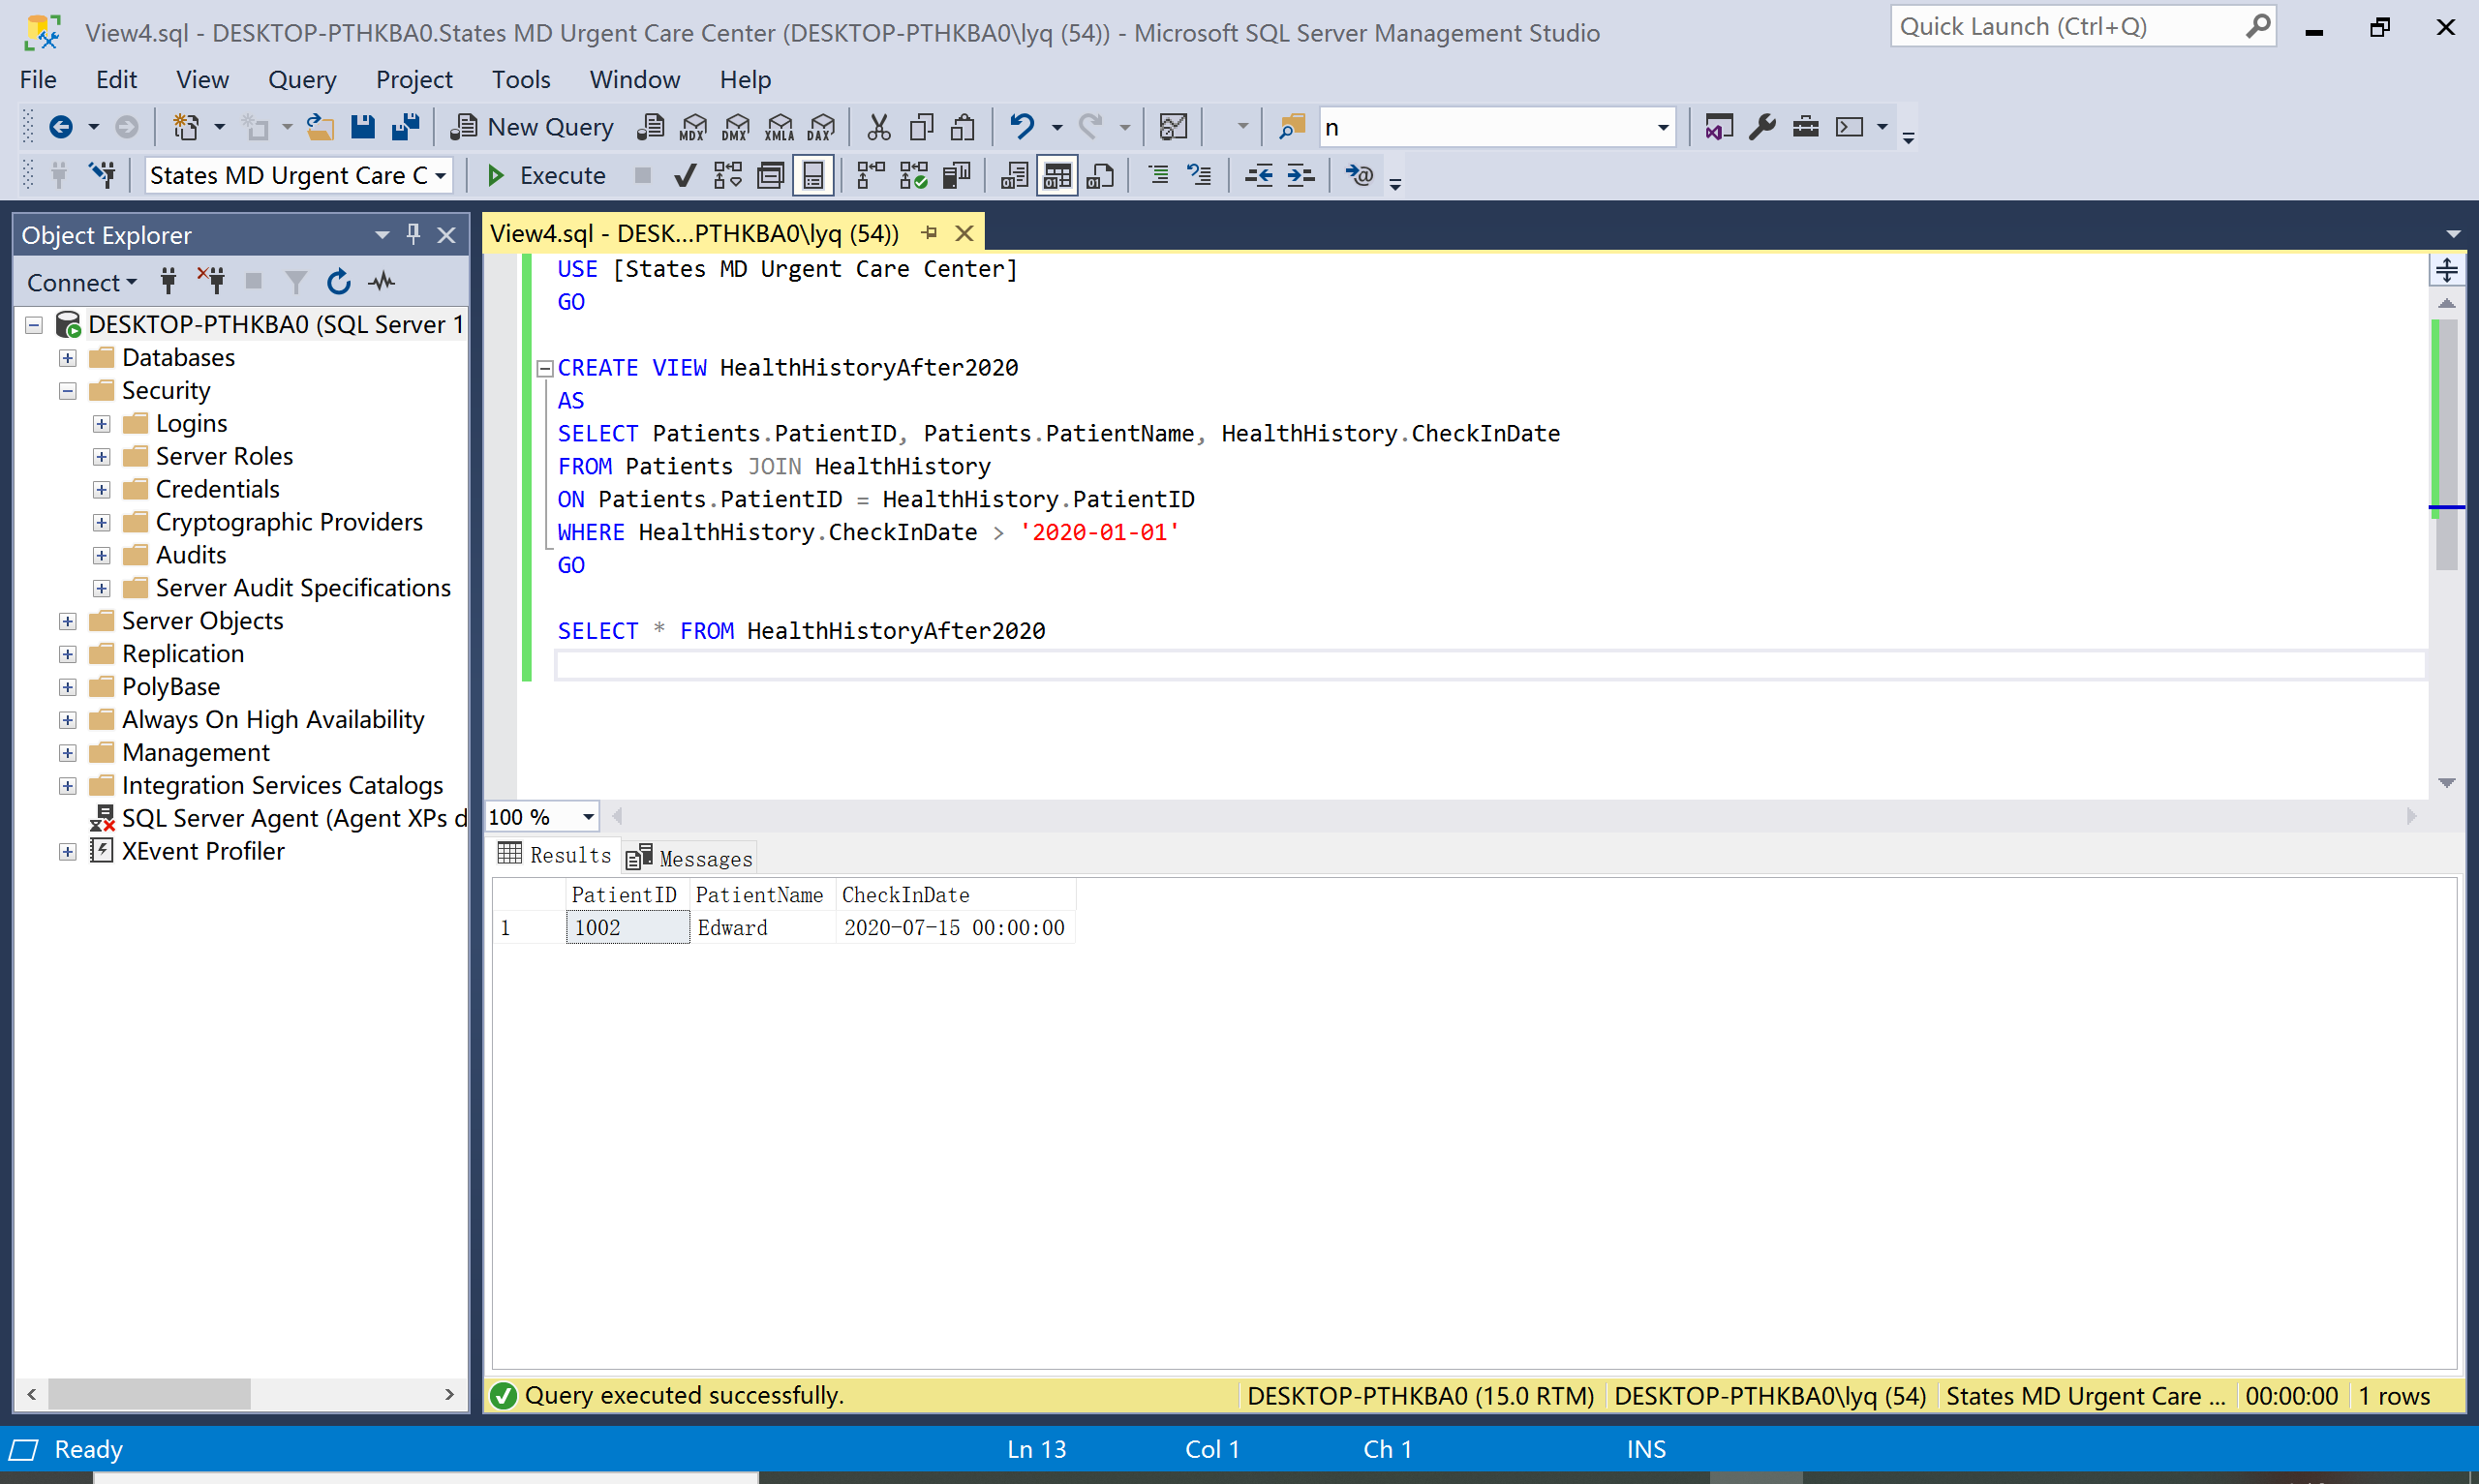 View4.sql - DESKTOP-PTHKBA0.States MD Urgent Care Center (DESKTOP-PTHKBA0\lyq (54)) - Microsoft SQL Server Management Studio
Quick Launch (Ctrl+Q)
File Edit View Query Project Tools Window Help
New Query MDX DMX XMLA DAX n
States MD Urgent Care C Execute
Object Explorer
Connect
DESKTOP-PTHKBA0 (SQL Server 1
Databases
Security
Logins
Server Roles
Credentials
Cryptographic Providers
Audits
Server Audit Specifications
Server Objects
Replication
PolyBase
Always On High Availability
Management
Integration Services Catalogs
SQL Server Agent (Agent XPs d
XEvent Profiler
View4.sql - DESK...PTHKBA0\lyq (54))
USE [States MD Urgent Care Center]
GO
CREATE VIEW HealthHistoryAfter2020
AS
SELECT Patients.PatientID, Patients.PatientName, HealthHistory.CheckInDate
FROM Patients JOIN HealthHistory
ON Patients.PatientID = HealthHistory.PatientID
WHERE HealthHistory.CheckInDate > '2020-01-01'
GO
SELECT * FROM HealthHistoryAfter2020
100 %
Results Messages
PatientID PatientName CheckInDate
1 1002 Edward 2020-07-15 00:00:00
Query executed successfully. DESKTOP-PTHKBA0 (15.0 RTM) DESKTOP-PTHKBA0\lyq (54) States MD Urgent Care ... 00:00:00 1 rows
Ready Ln 13 Col 1 Ch 1 INS